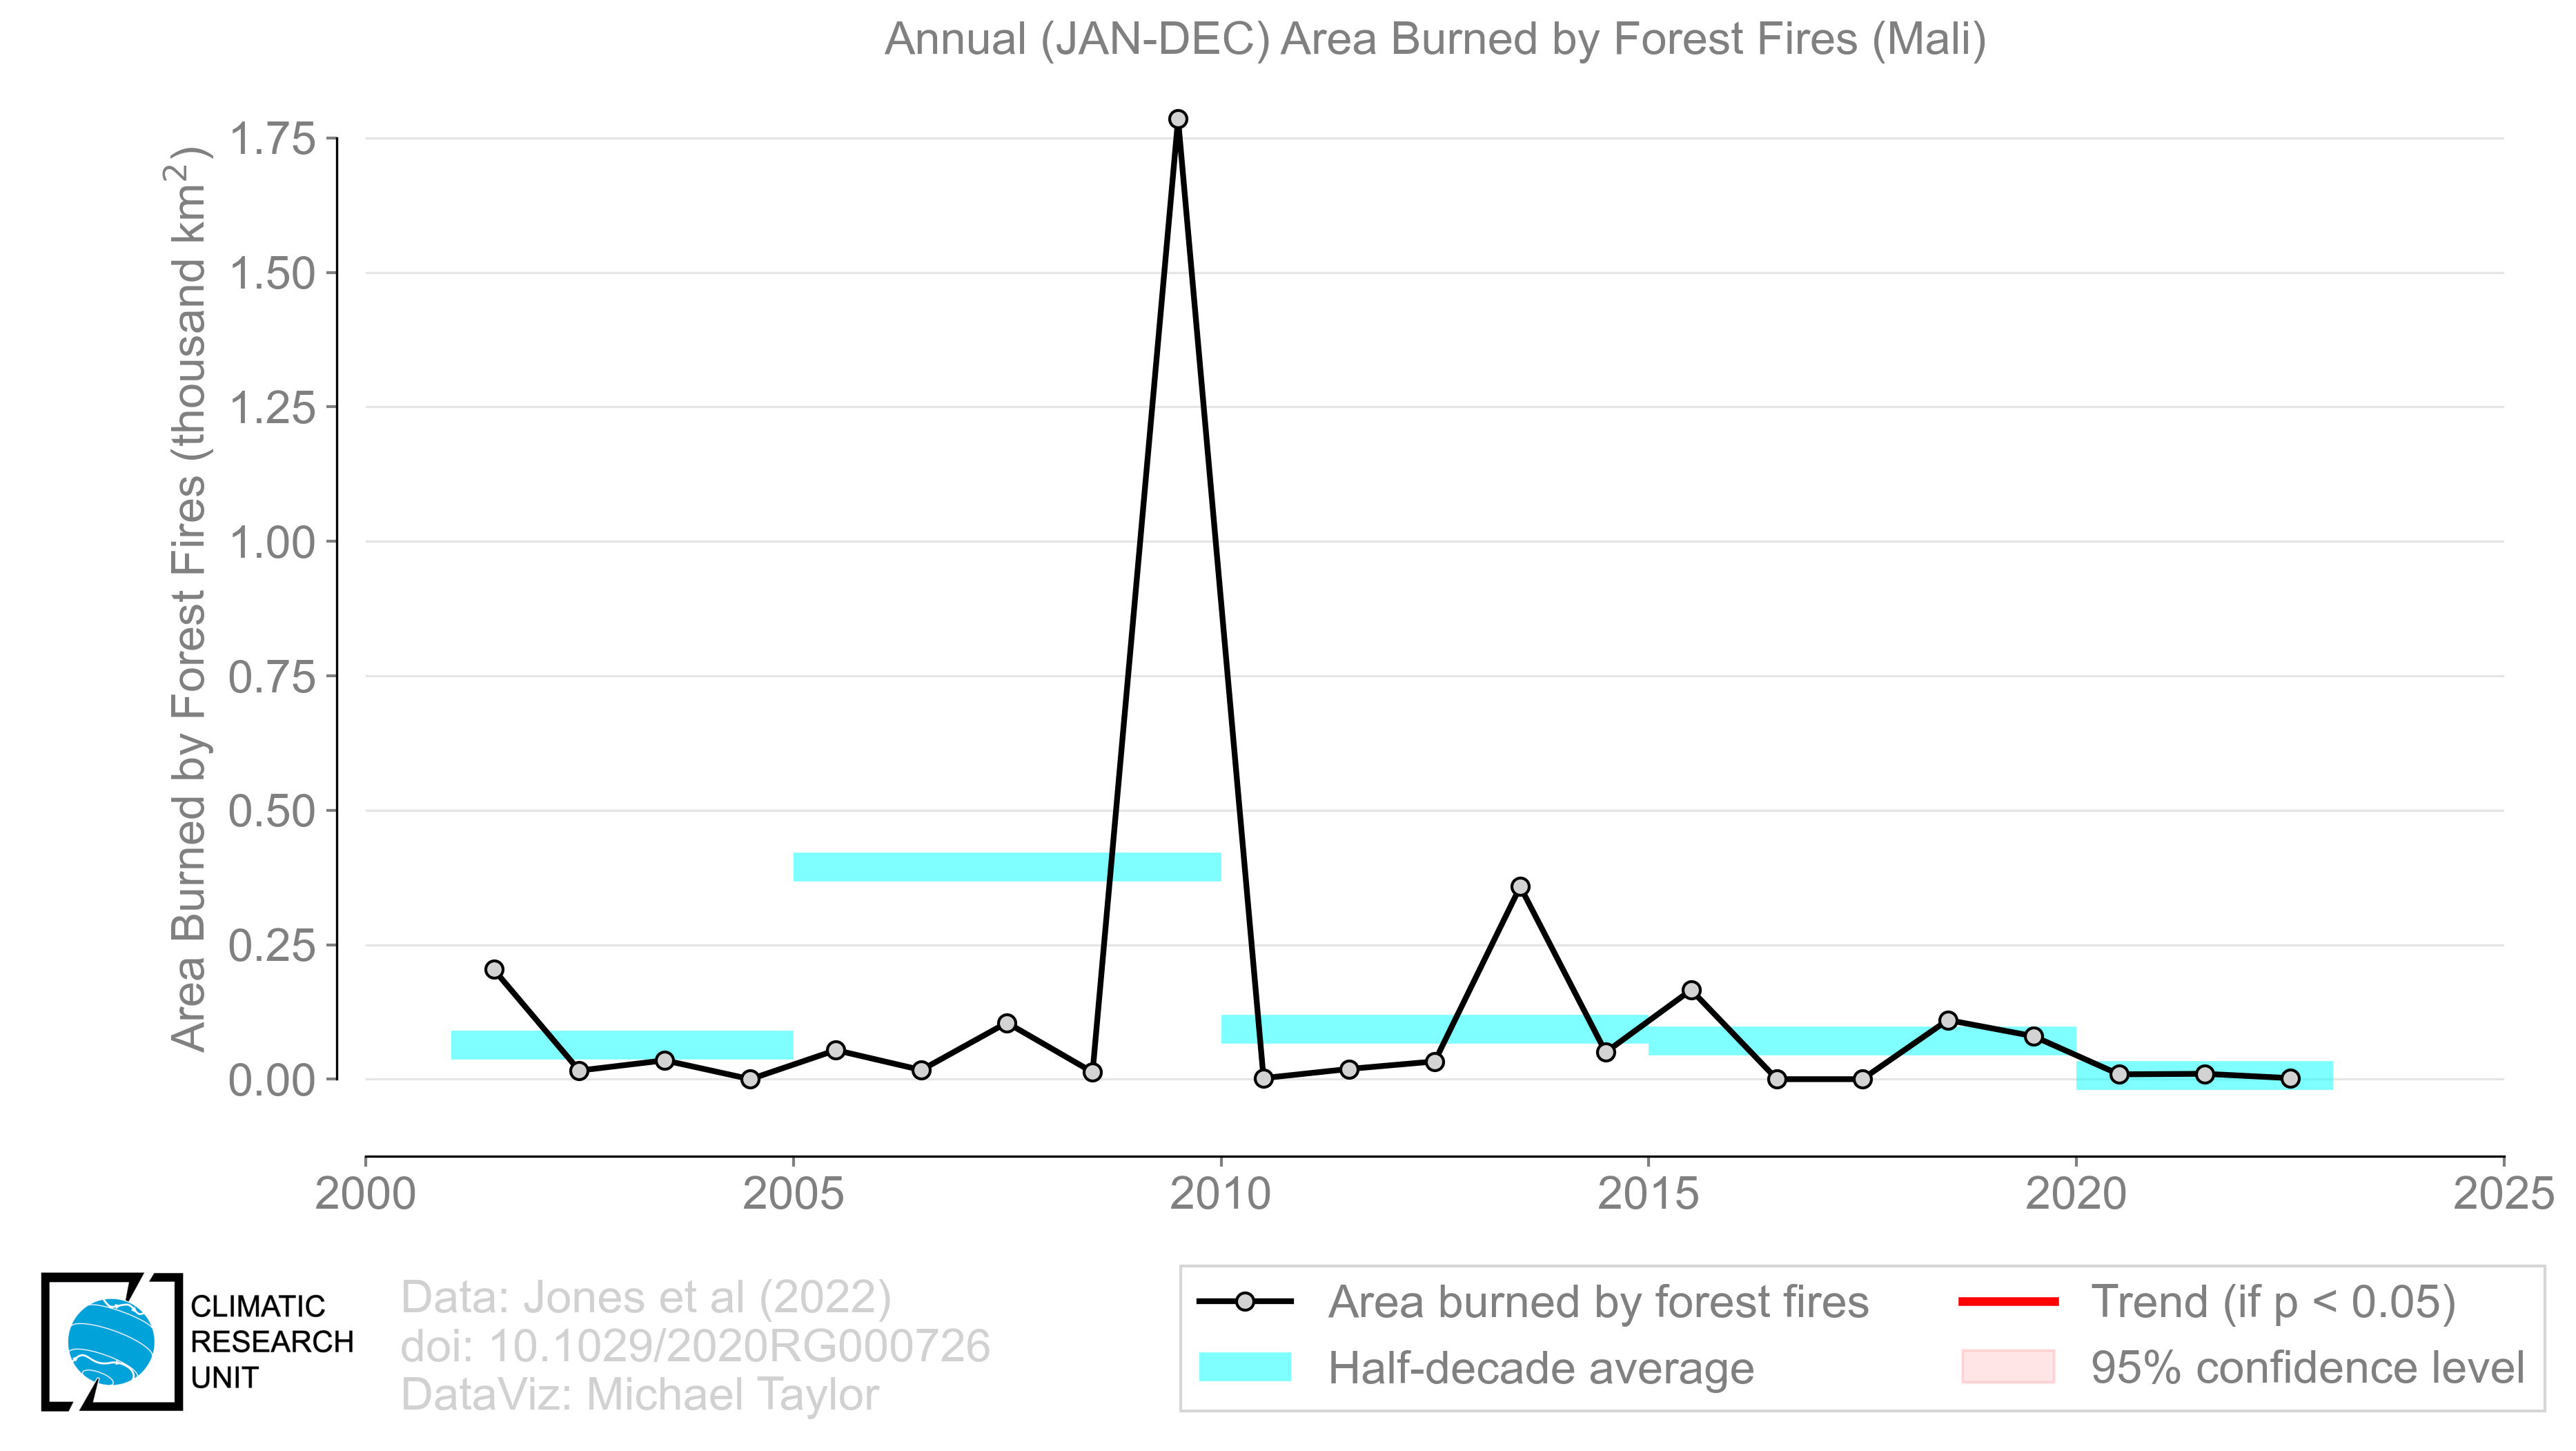 Annual (JAN-DEC) Area Burned by Forest Fires (Mali)
Area Burned by Forest Fires (thousand km²)
1.75
1.50
1.25
1.00
0.75
0.50
0.25
0.00
2000 2005 2010 2015 2020 2025
CLIMATIC
RESEARCH
UNIT
Data: Jones et al (2022)
doi: 10.1029/2020RG000726
DataViz: Michael Taylor
Area burned by forest fires
Half-decade average
Trend (if p < 0.05)
95% confidence level